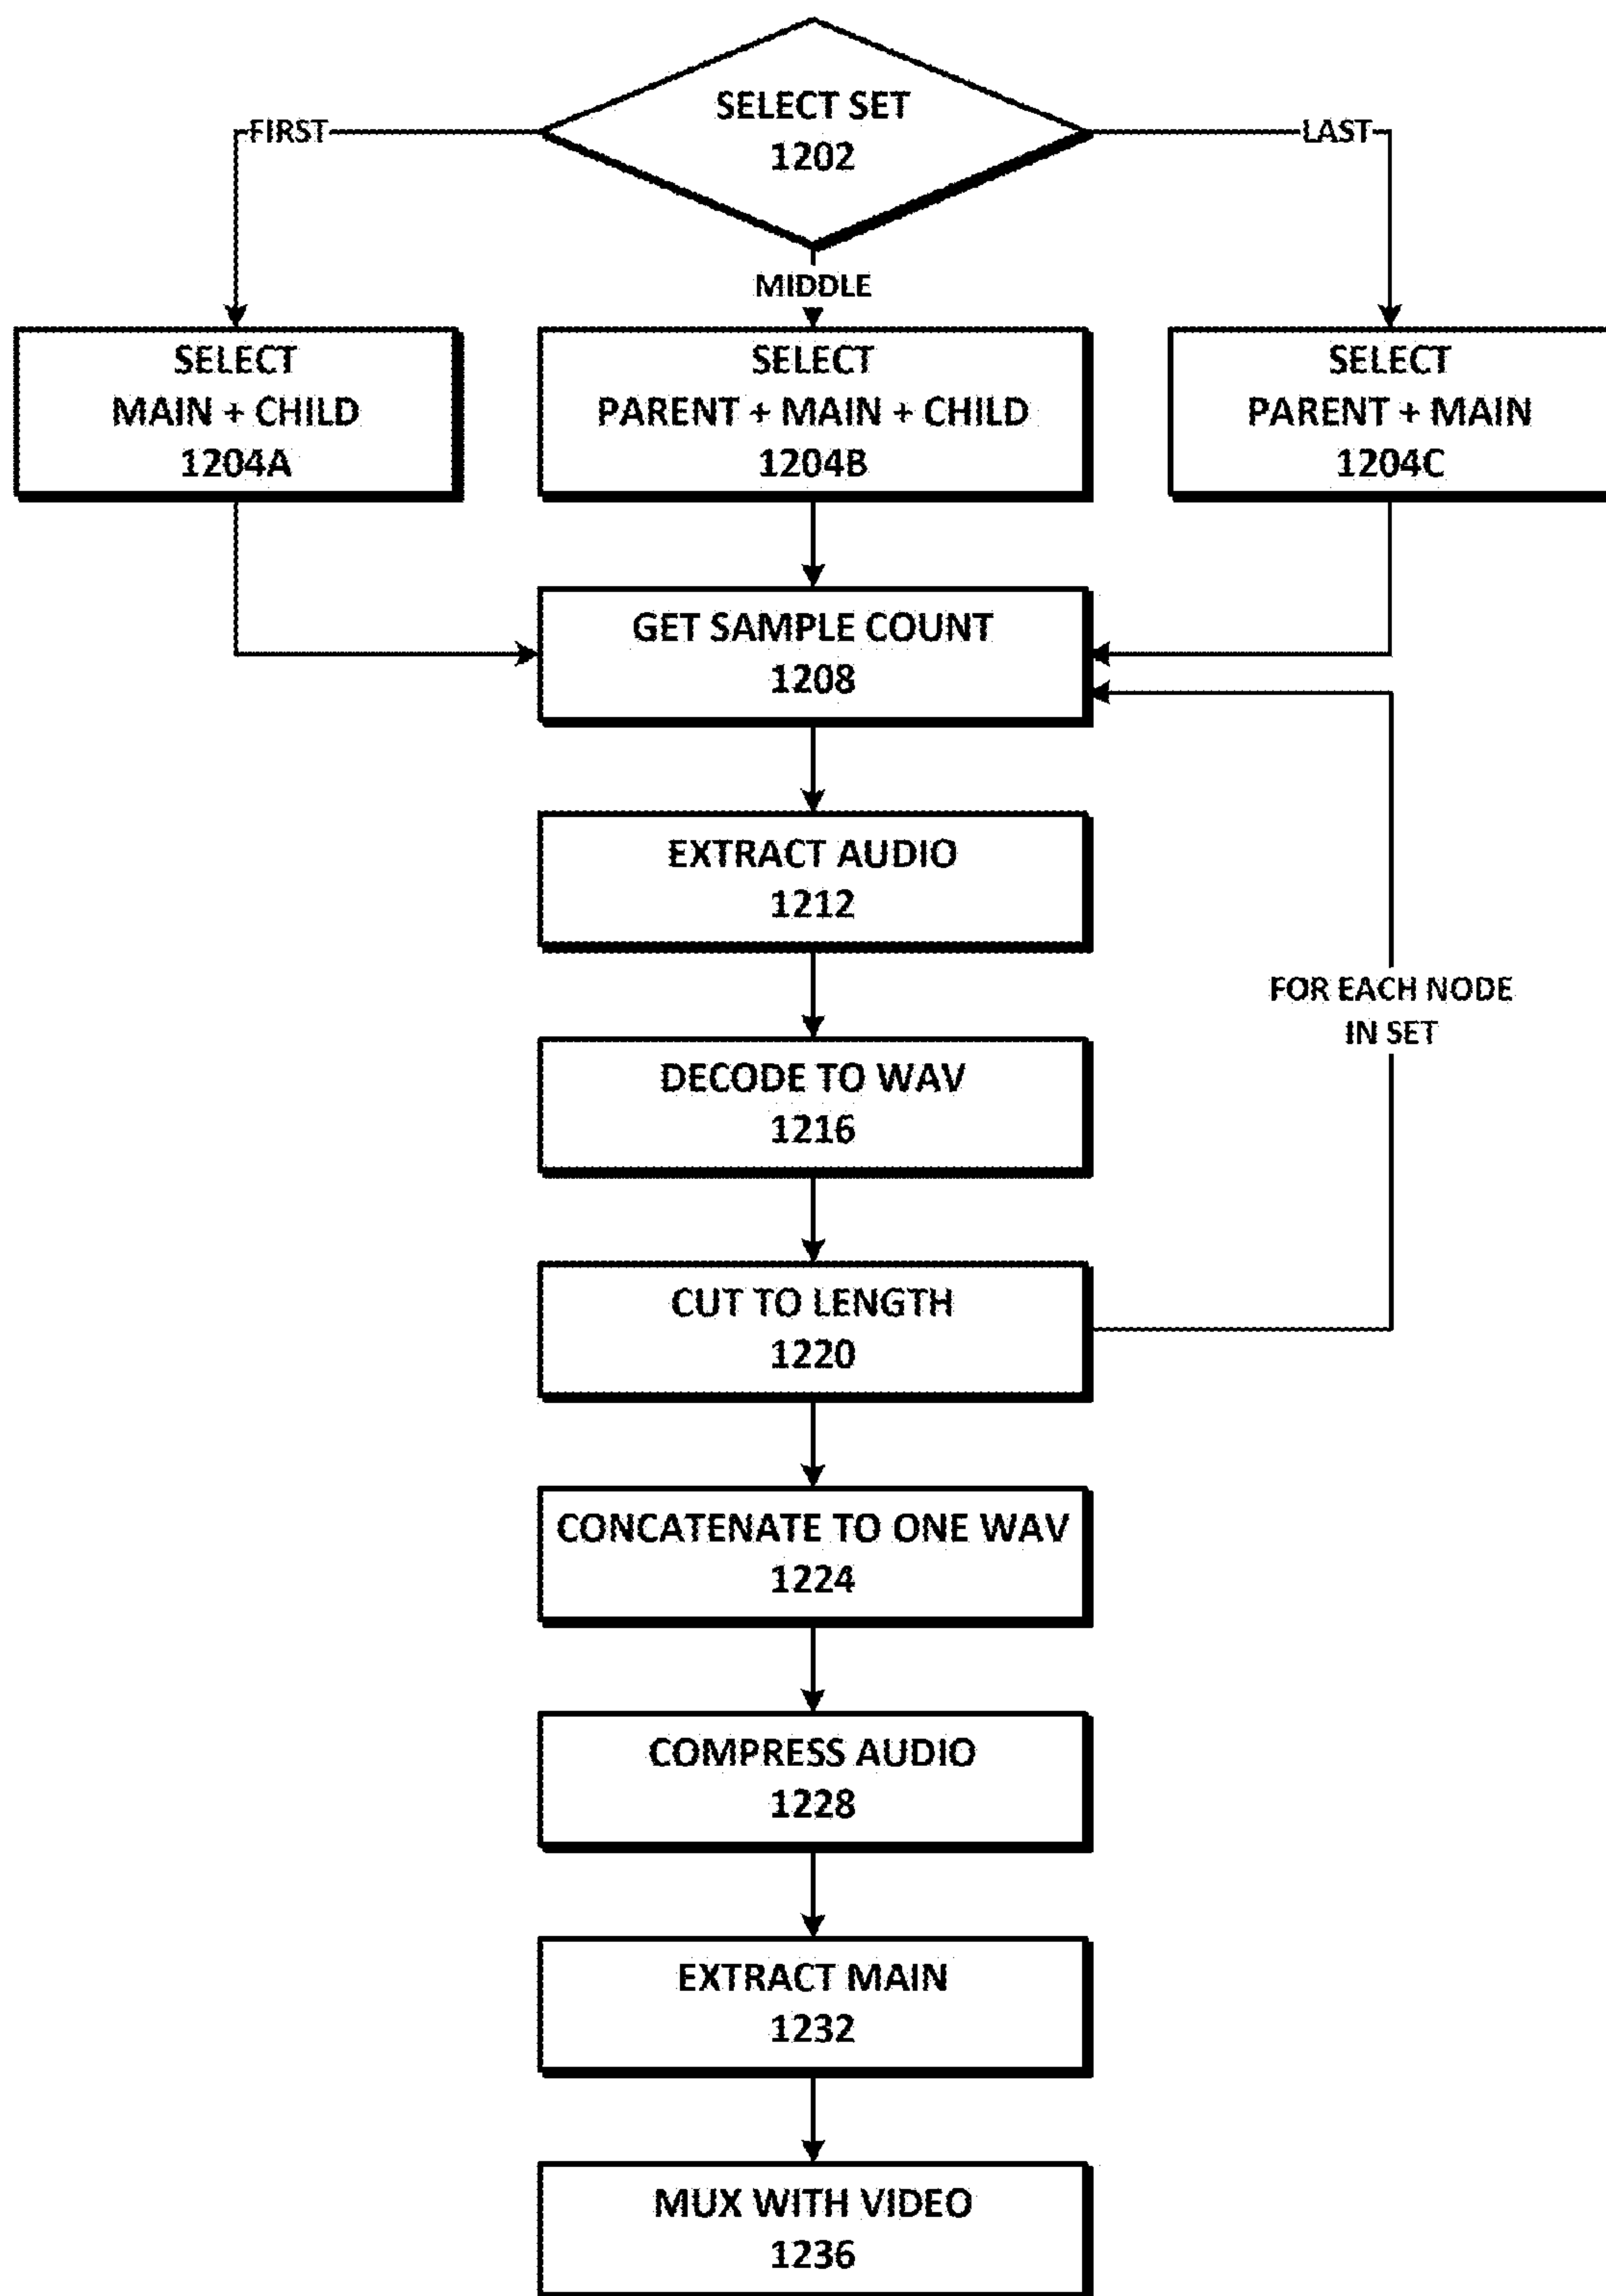 SELECT SET
1202
FIRST
LAST
MIDDLE
SELECT
MAIN + CHILD
1204A
SELECT
PARENT + MAIN + CHILD
1204B
SELECT
PARENT + MAIN
1204C
GET SAMPLE COUNT
1208
EXTRACT AUDIO
1212
FOR EACH NODE
IN SET
DECODE TO WAV
1216
CUT TO LENGTH
1220
CONCATENATE TO ONE WAV
1224
COMPRESS AUDIO
1228
EXTRACT MAIN
1232
MUX WITH VIDEO
1236